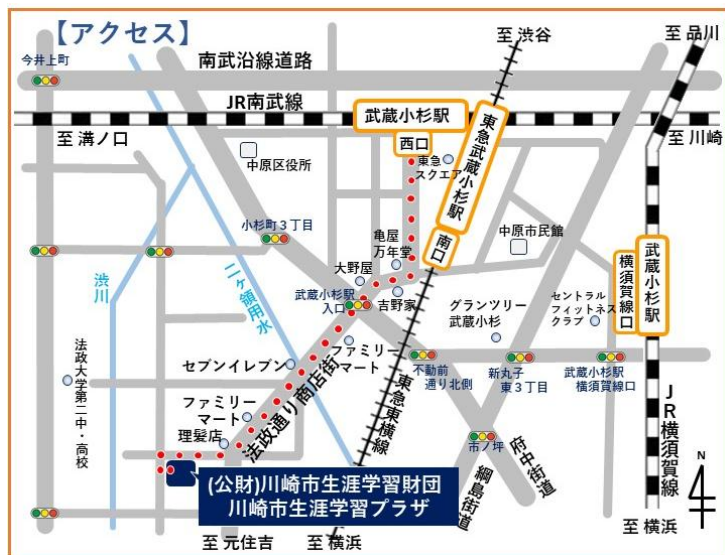 【アクセス】
至 渋谷
至 品川
今井上町
南武沿線道路
JR南武線
武蔵小杉駅
至 溝ノ口
西口
東急武蔵小杉駅
至 川崎
中原区役所
東急
スクエア
小杉町3丁目
亀屋
万年堂
南口
中原市民館
大野屋
渋川
二ヶ領用水
武蔵小杉駅
入口
吉野家
グランツリー
武蔵小杉
セントラル
フィットネス
クラブ
横須賀線口
武蔵小杉駅
ファミリー
マート
セブンイレブン
不動前
通り北側
新丸子
東3丁目
武蔵小杉駅
横須賀線口
法政大学第二中・高校
法政通り商店街
東急東横線
JR横須賀線
ファミリー
マート
理髪店
市ノ坪
府中街道
綱島街道
N
(公財)川崎市生涯学習財団
川崎市生涯学習プラザ
至 元住吉
至 横浜
至 横浜